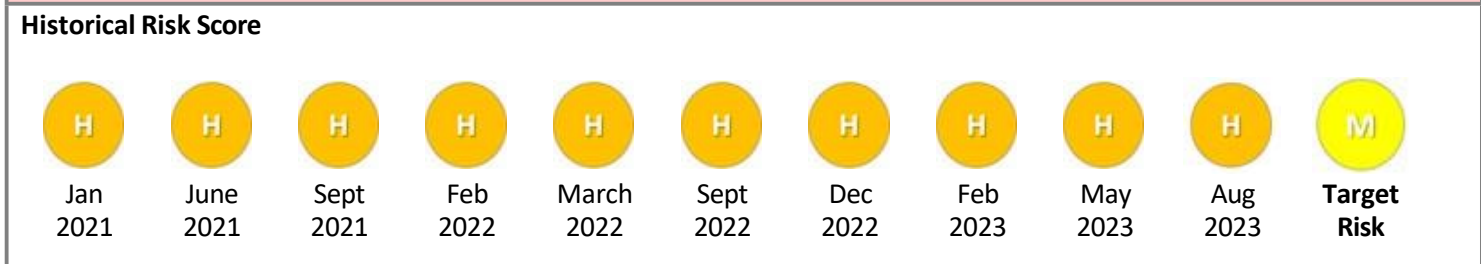 Historical Risk Score
H H H H H H H H H H M
Jan June Sept Feb March Sept Dec Feb May Aug Target
2021 2021 2021 2022 2022 2022 2022 2023 2023 2023 Risk